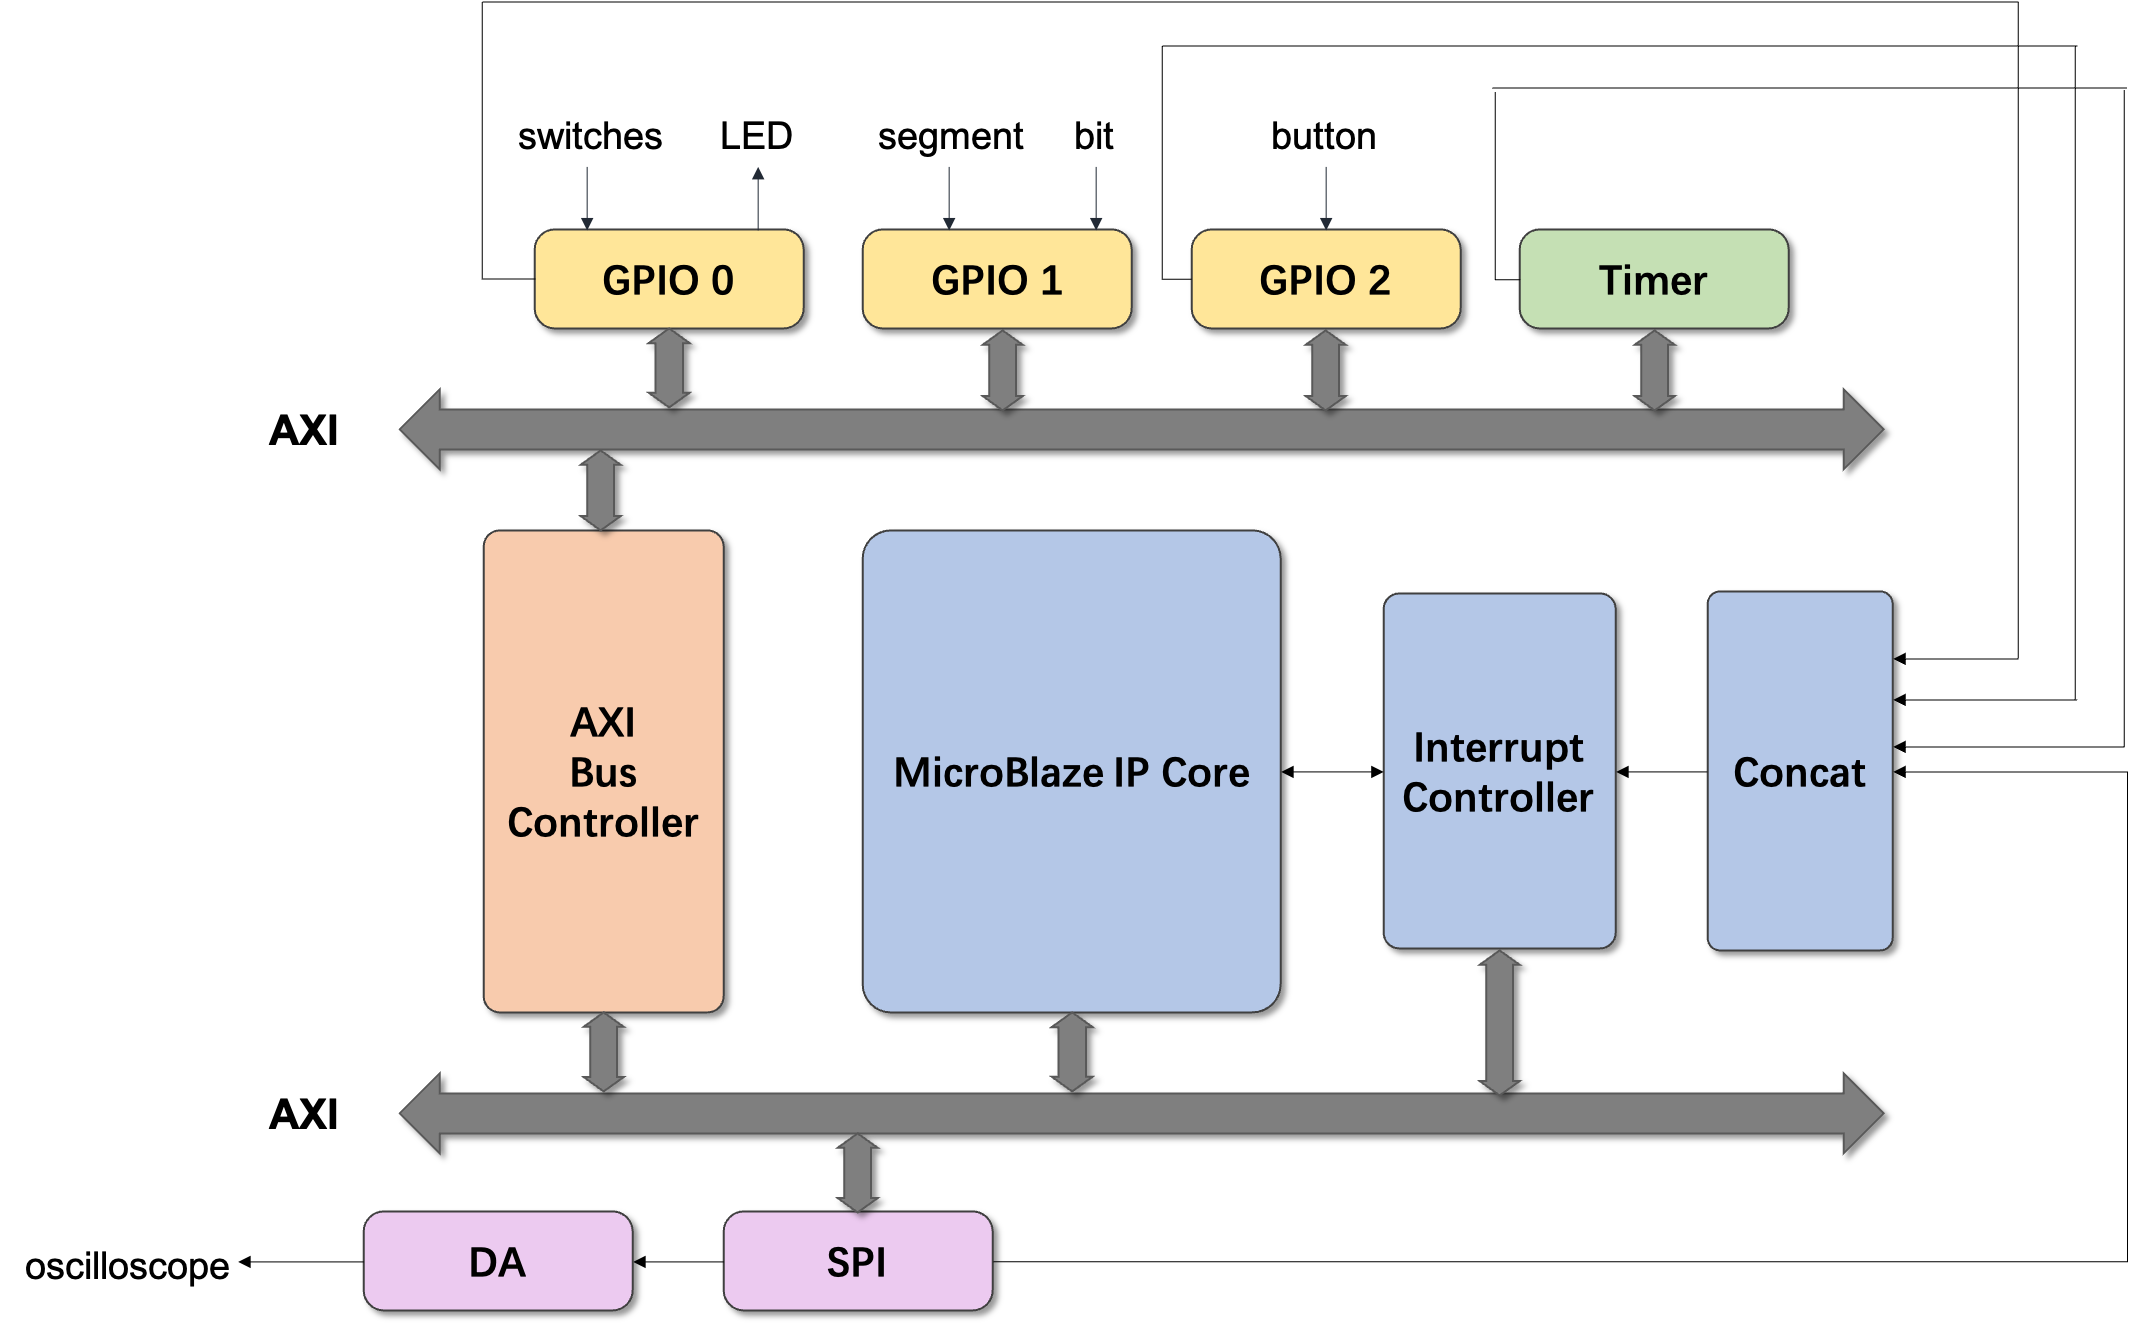 switches
LED
segment
bit
button
GPIO 0
GPIO 1
GPIO 2
Timer
AXI
AXI
Bus
Controller
MicroBlaze IP Core
Interrupt
Controller
Concat
AXI
oscilloscope
DA
SPI